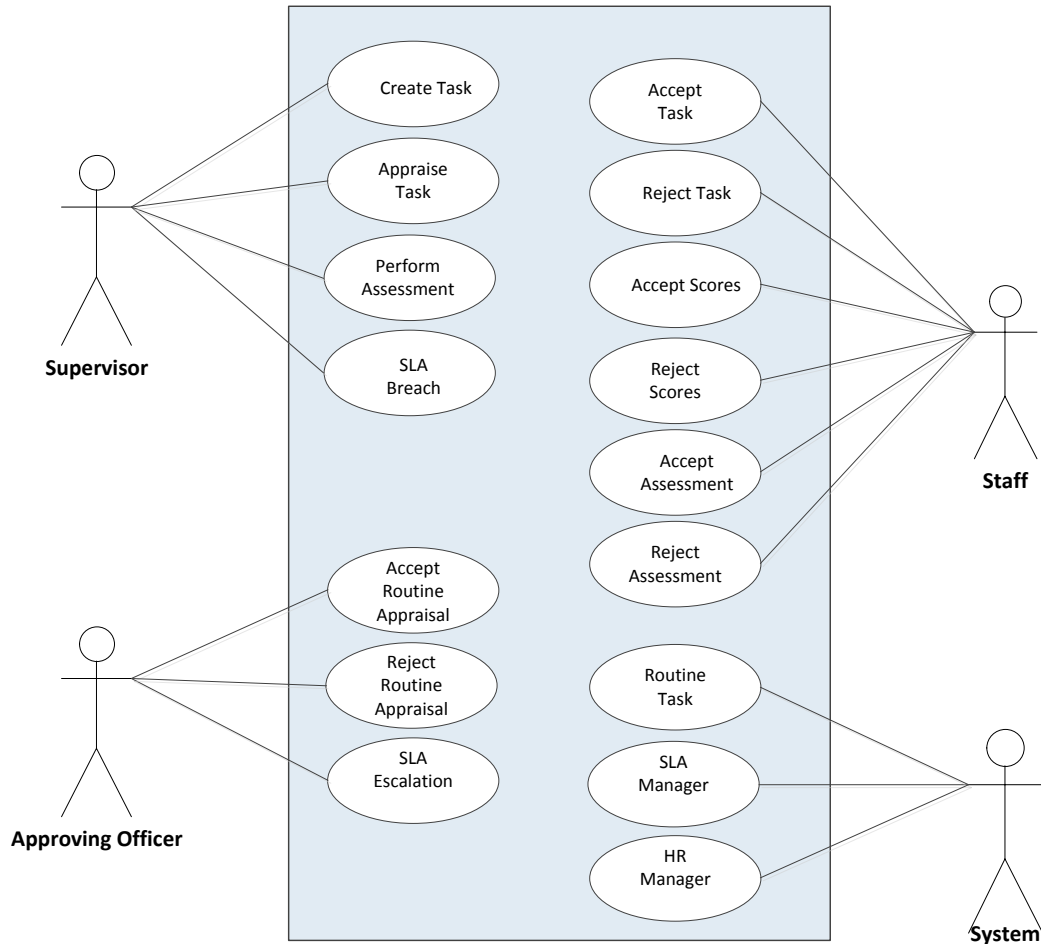 Create Task
Appraise
Task
Perform
Assessment
SLA
Breach
Supervisor
Accept
Task
Reject Task
Accept Scores
Reject
Scores
Accept
Assessment
Reject
Assessment
Staff
Accept
Routine
Appraisal
Reject
Routine
Appraisal
SLA
Escalation
Approving Officer
Routine
Task
SLA
Manager
HR
Manager
System